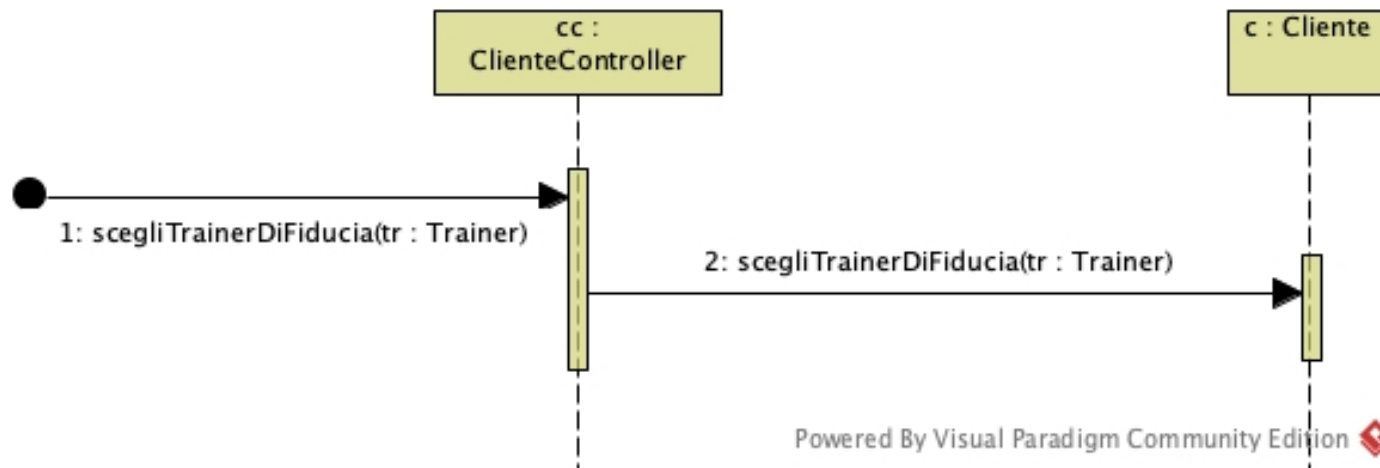 cc :
ClienteController
c : Cliente
1: scegliTrainerDiFiducia(tr : Trainer)
2: scegliTrainerDiFiducia(tr : Trainer)
Powered By Visual Paradigm Community Edition